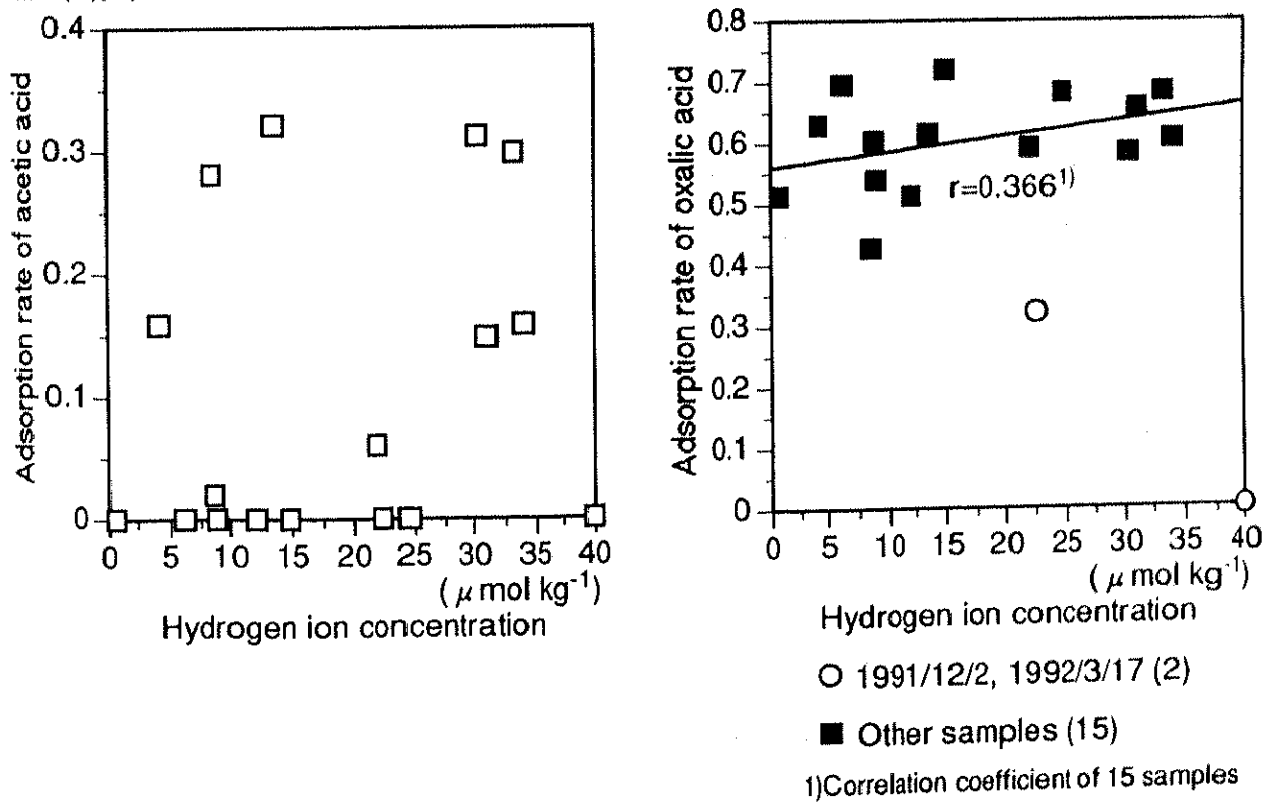 Adsorption rate of acetic acid
0.4
0.3
0.2
0.1
0
0 5 10 15 20 25 30 35 40
( μ mol kg⁻¹)
Hydrogen ion concentration
Adsorption rate of oxalic acid
0.8
0.7
0.6
0.5
0.4
0.3
0.2
0.1
0
r=0.366¹⁾
0 5 10 15 20 25 30 35 40
( μ mol kg⁻¹)
Hydrogen ion concentration
1991/12/2, 1992/3/17 (2)
Other samples (15)
1)Correlation coefficient of 15 samples